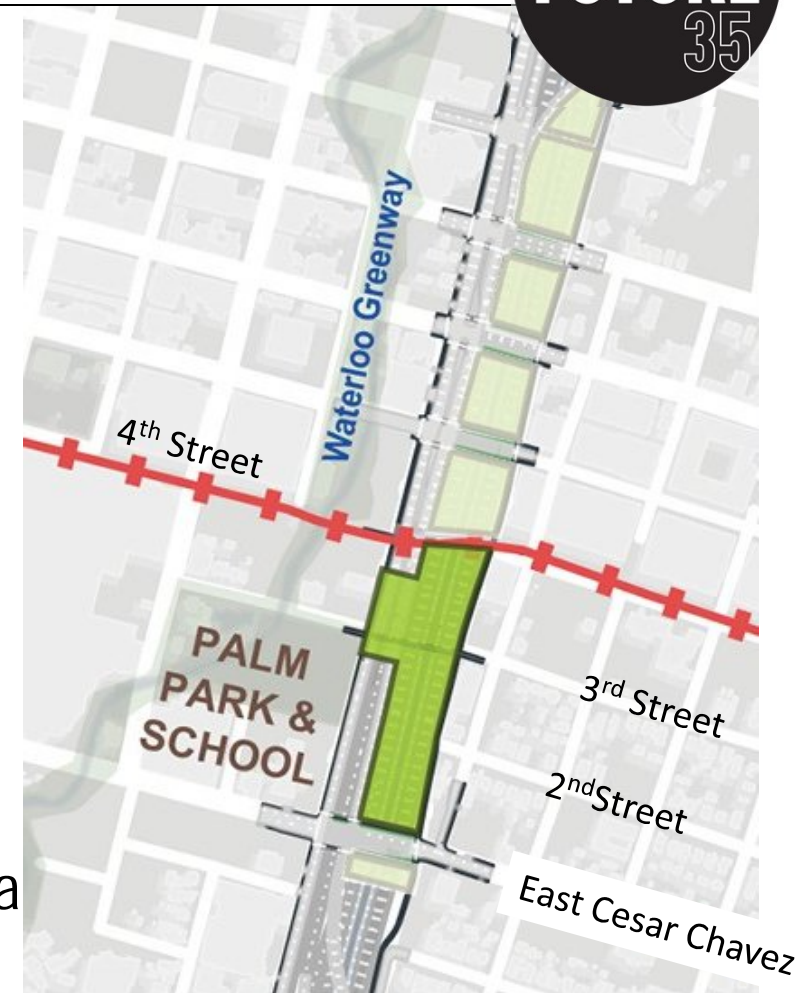 35
Waterloo Greenway
4th Street
PALM
PARK &
SCHOOL
3rd Street
2ndStreet
a
East Cesar Chavez